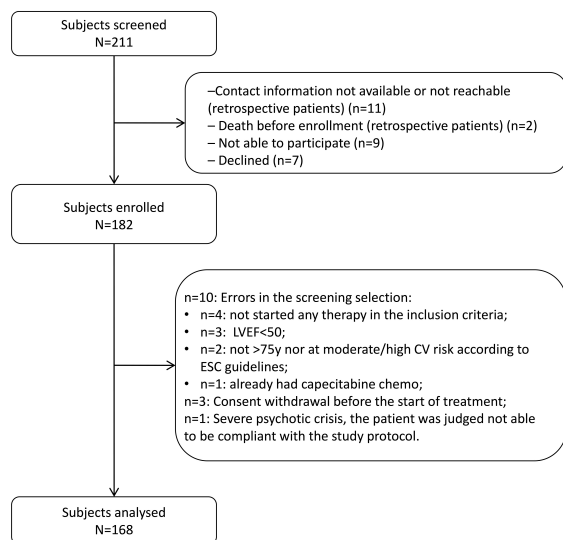 Subjects screened
N=211
–Contact information not available or not reachable
(retrospective patients) (n=11)
– Death before enrollment (retrospective patients) (n=2)
– Not able to participate (n=9)
– Declined (n=7)
Subjects enrolled
N=182
n=10: Errors in the screening selection:
• n=4: not started any therapy in the inclusion criteria;
• n=3: LVEF<50;
• n=2: not >75y nor at moderate/high CV risk according to
ESC guidelines;
• n=1: already had capecitabine chemo;
n=3: Consent withdrawal before the start of treatment;
n=1: Severe psychotic crisis, the patient was judged not able
to be compliant with the study protocol.
Subjects analysed
N=168